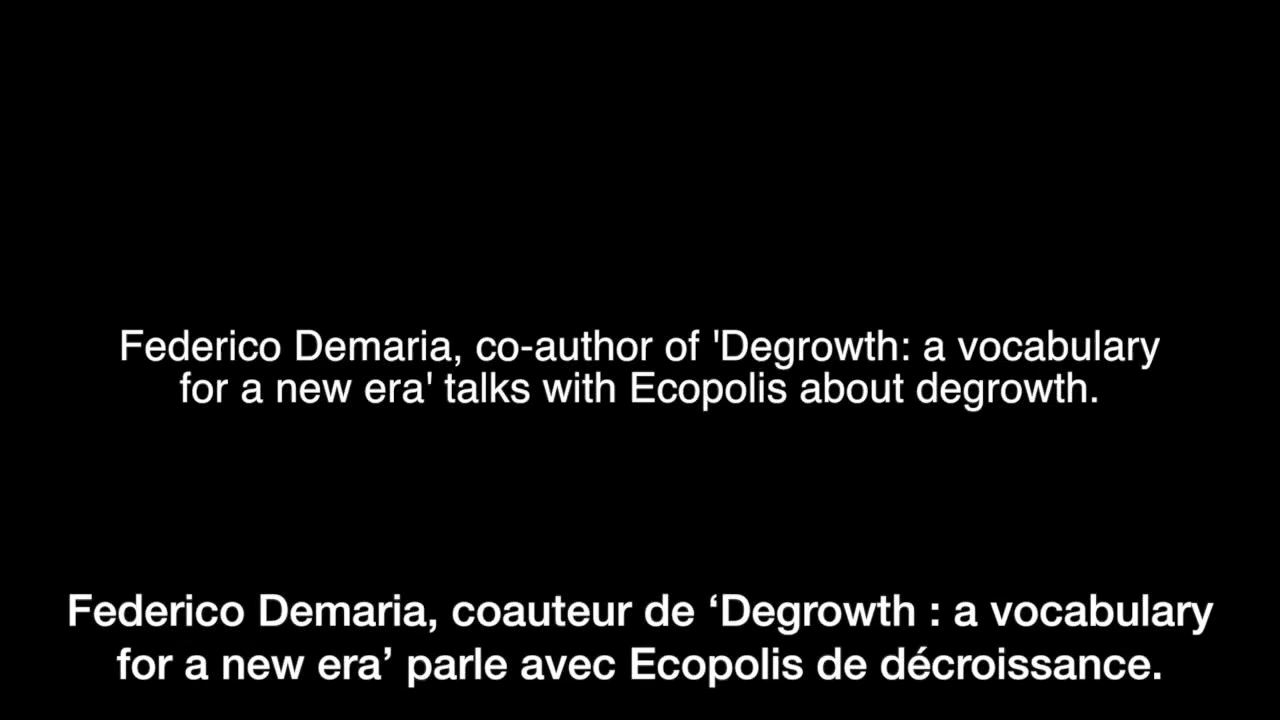 Federico Demaria, co-author of 'Degrowth: a vocabulary
for a new era' talks with Ecopolis about degrowth.
Federico Demaria, coauteur de ‘Degrowth : a vocabulary
for a new era’ parle avec Ecopolis de décroissance.